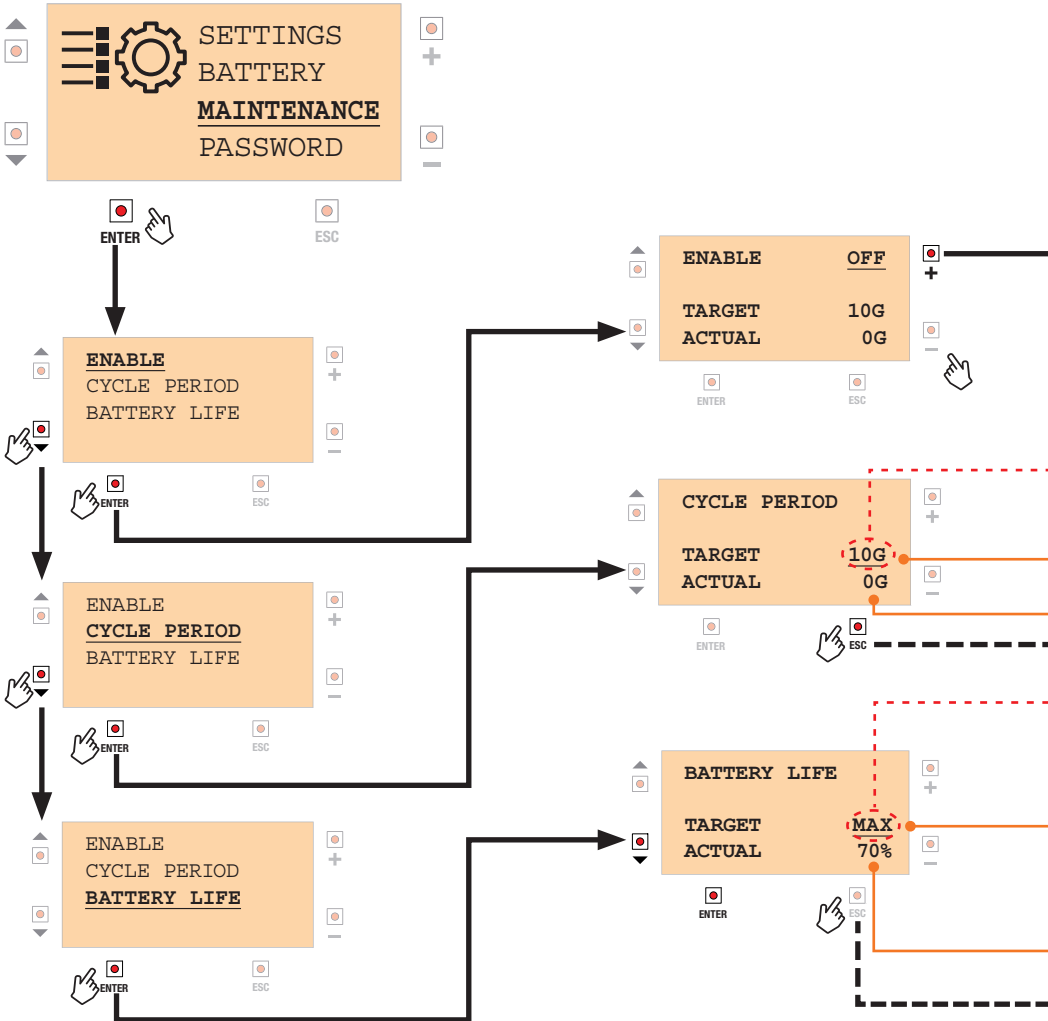 SETTINGS
BATTERY
MAINTENANCE
PASSWORD
+
−
ENTER
ESC
ENABLE
CYCLE PERIOD
BATTERY LIFE
+
−
ENTER
ESC
ENABLE OFF
TARGET 10G
ACTUAL 0G
+
−
ENTER
ESC
ENABLE
CYCLE PERIOD
BATTERY LIFE
+
−
ENTER
ESC
CYCLE PERIOD
TARGET 10G
ACTUAL 0G
+
−
ENTER
ESC
ENABLE
CYCLE PERIOD
BATTERY LIFE
+
−
ENTER
ESC
BATTERY LIFE
TARGET MAX
ACTUAL 70%
+
−
ENTER
ESC